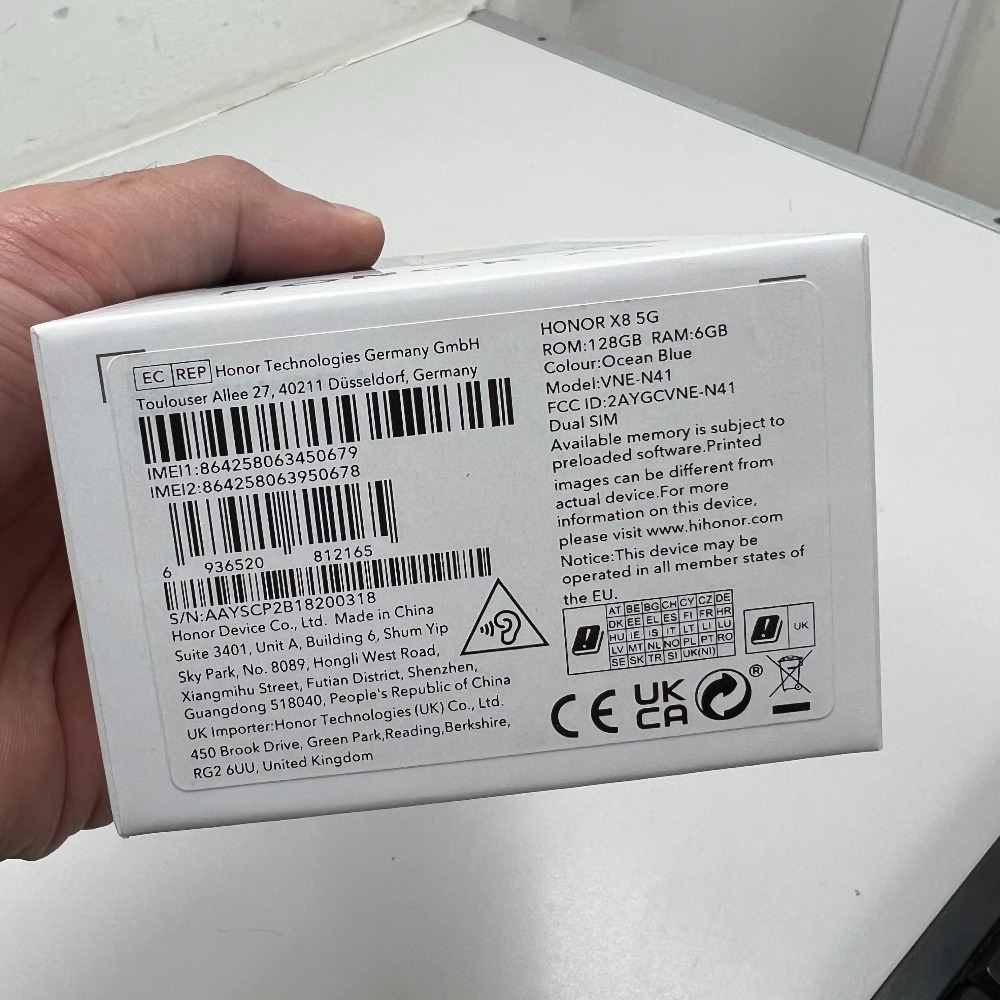 EC REP Honor Technologies Germany GmbH
Toulouser Allee 27, 40211 Düsseldorf, Germany
IMEI1:864258063450679
IMEI2:864258063950678
6 936520 812165
S/N:AAYSCP2B18200318
Honor Device Co., Ltd. Made in China
Suite 3401, Unit A, Building 6, Shum Yip
Sky Park, No. 8089, Hongli West Road,
Xiangmihu Street, Futian District, Shenzhen,
Guangdong 518040, People's Republic of China
UK Importer:Honor Technologies (UK) Co., Ltd.
450 Brook Drive, Green Park,Reading,Berkshire,
RG2 6UU, United Kingdom
HONOR X8 5G
ROM:128GB RAM:6GB
Colour:Ocean Blue
Model:VNE-N41
FCC ID:2AYGCVNE-N41
Dual SIM
Available memory is subject to
preloaded software.Printed
images can be different from
actual device.For more
information on this device,
please visit www.hihonor.com
Notice:This device may be
operated in all member states of
the EU.
AT BE BG CH CY CZ DE
DK EE EL ES FI FR HR
HU IE IS IT LT LI LU
LV MT NL NO PL PT RO
SE SK TR SI UK(NI)
UK
CE UK CA ®